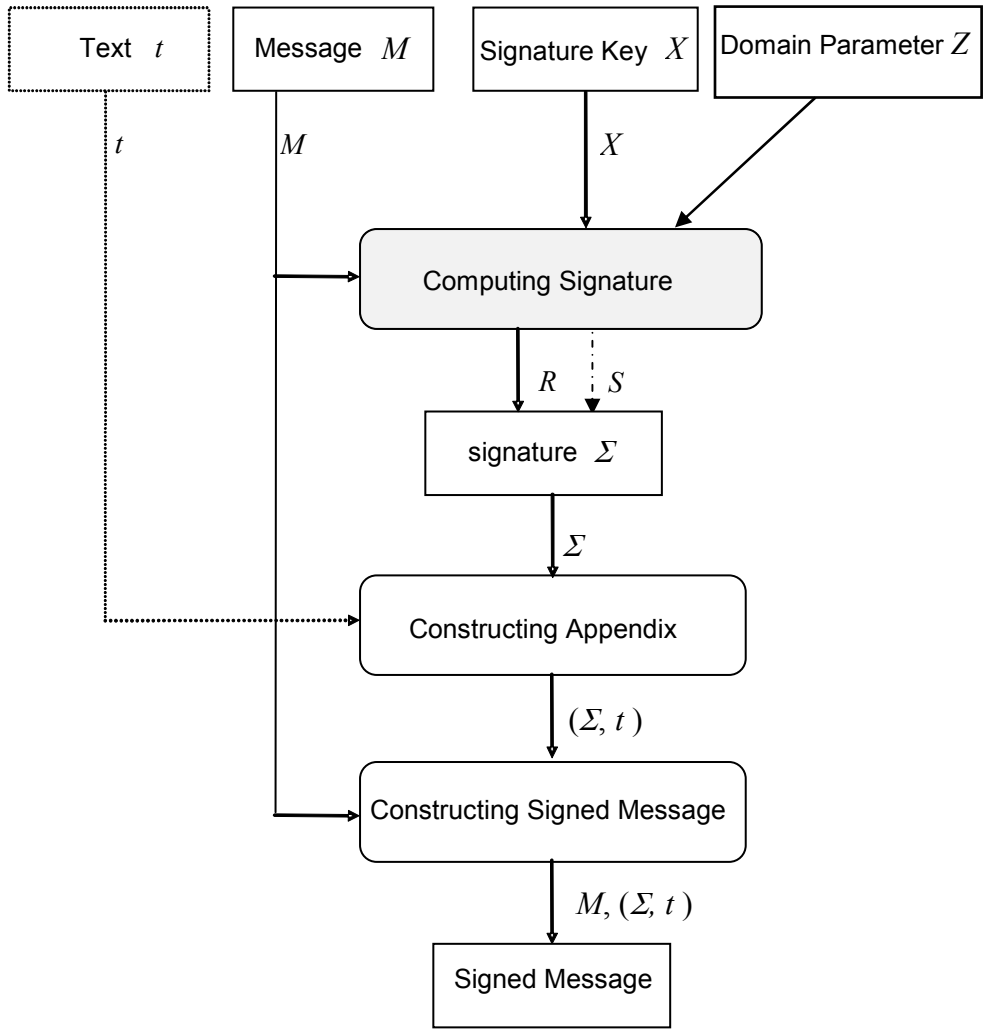 Text t
Message M
Signature Key X
Domain Parameter Z
t
M
X
Computing Signature
R
S
signature Σ
Σ
Constructing Appendix
(Σ, t )
Constructing Signed Message
M, (Σ, t )
Signed Message